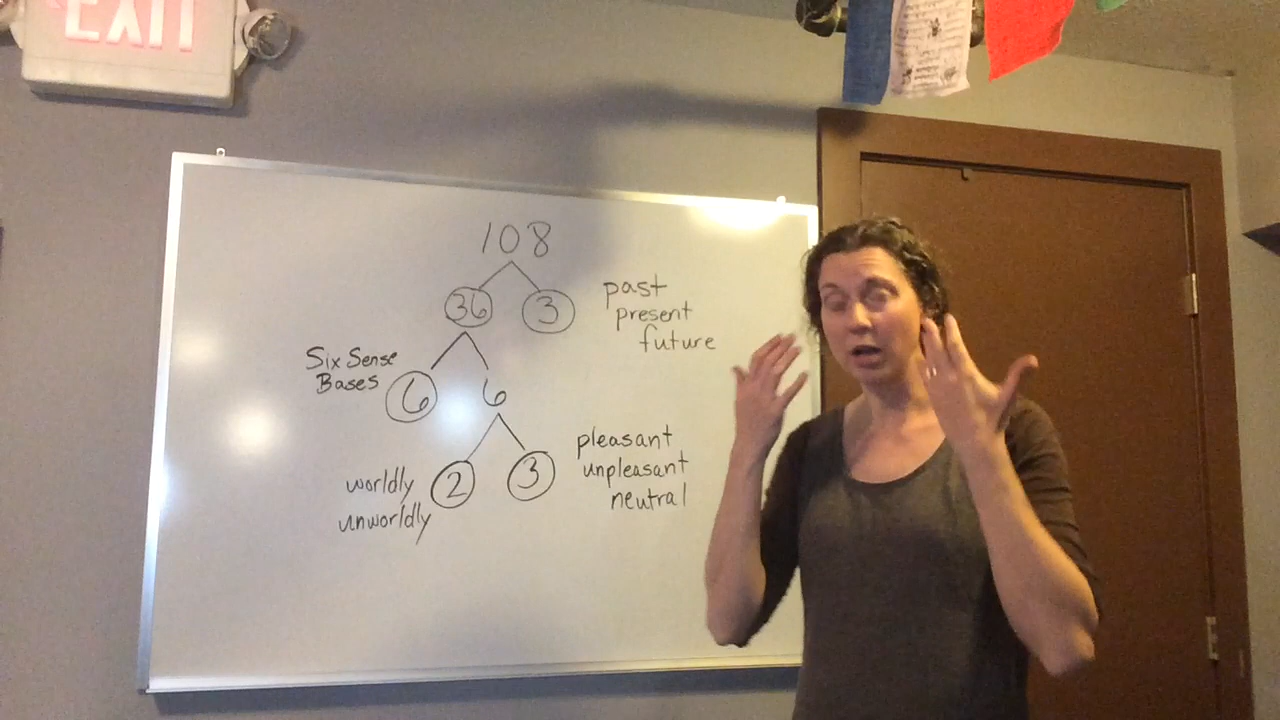 EXIT
108
36 3
past
present
future
Six Sense
Bases
6 6
pleasant
unpleasant
neutral
worldly
unworldly
2 3